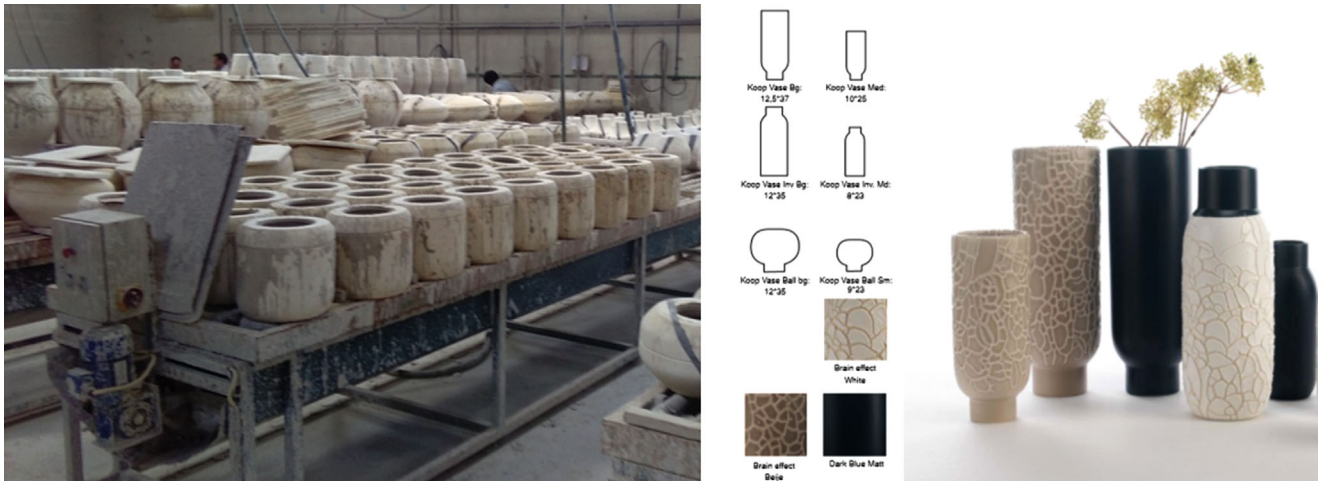 Koop Vase Bg:
12,5*37
Koop Vase Med:
10*25
Koop Vase Inv Bg:
12*35
Koop Vase Inv. Md:
8*23
Koop Vase Ball bg:
12*35
Koop Vase Ball Sm:
9*23
Brain effect
White
Brain effect
Beije
Dark Blue Matt